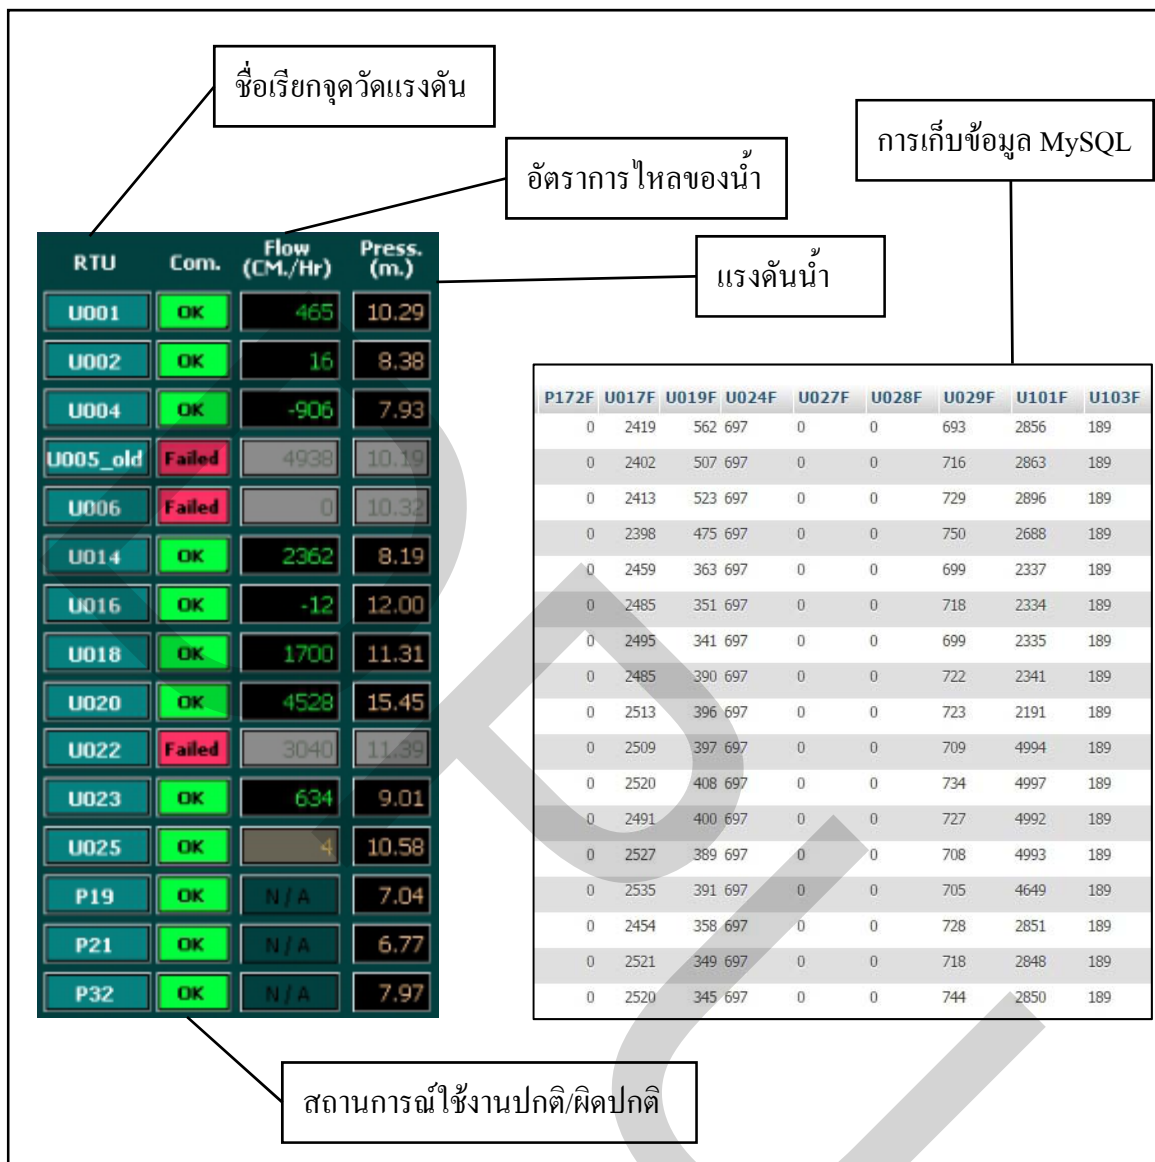 ชื่อเรียกจุดวัดแรงดัน
การเก็บข้อมูล MySQL
อัตราการไหลของน้ำ
แรงดันน้ำ
RTU Com. Flow (CM./Hr) Press. (m.)
U001 OK 465 10.29
U002 OK 16 8.38
U004 OK -906 7.93
U005_old Failed 4938 10.19
U006 Failed 0 10.32
U014 OK 2362 8.19
U016 OK -12 12.00
U018 OK 1700 11.31
U020 OK 4528 15.45
U022 Failed 3040 11.39
U023 OK 634 9.01
U025 OK 4 10.58
P19 OK N/A 7.04
P21 OK N/A 6.77
P32 OK N/A 7.97
P172F U017F U019F U024F U027F U028F U029F U101F U103F
0 2419 562 697 0 0 693 2856 189
0 2402 507 697 0 0 716 2863 189
0 2413 523 697 0 0 729 2896 189
0 2398 475 697 0 0 750 2688 189
0 2459 363 697 0 0 699 2337 189
0 2485 351 697 0 0 718 2334 189
0 2495 341 697 0 0 699 2335 189
0 2485 390 697 0 0 722 2341 189
0 2513 396 697 0 0 723 2191 189
0 2509 397 697 0 0 709 4994 189
0 2520 408 697 0 0 734 4997 189
0 2491 400 697 0 0 727 4992 189
0 2527 389 697 0 0 708 4993 189
0 2535 391 697 0 0 705 4649 189
0 2454 358 697 0 0 728 2851 189
0 2521 349 697 0 0 718 2848 189
0 2520 345 697 0 0 744 2850 189
สถานการณ์ใช้งานปกติ/ผิดปกติ